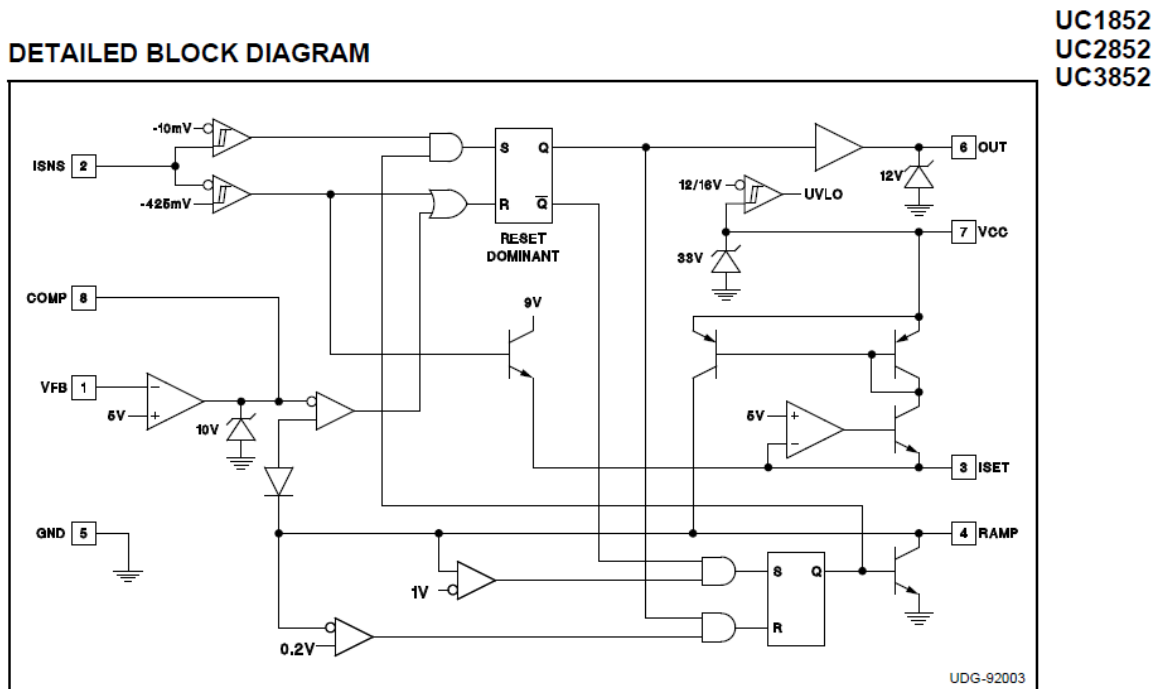 UC1852
UC2852
UC3852
DETAILED BLOCK DIAGRAM
-10mV
ISNS 2
-425mV
S Q
R Q
RESET
DOMINANT
12/16V
UVLO
12V
6 OUT
7 VCC
33V
COMP 8
9V
VFB 1
5V
10V
5V
3 ISET
GND 5
4 RAMP
1V
S Q
R
0.2V
UDG-92003